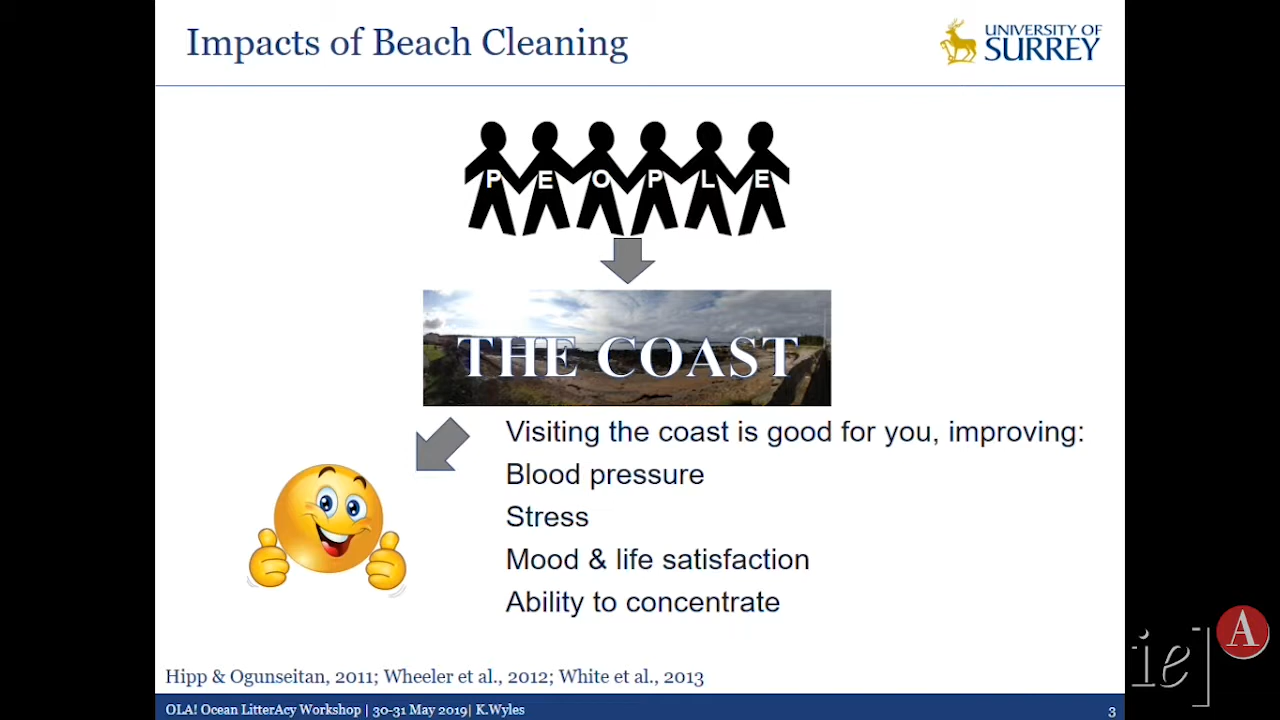 Impacts of Beach Cleaning
UNIVERSITY OF
SURREY
PEOPLE
THE COAST
Visiting the coast is good for you, improving:
Blood pressure
Stress
Mood & life satisfaction
Ability to concentrate
Hipp & Ogunseitan, 2011; Wheeler et al., 2012; White et al., 2013
OLA! Ocean LitterAcy Workshop | 30-31 May 2019| K.Wyles
3
ie]
A